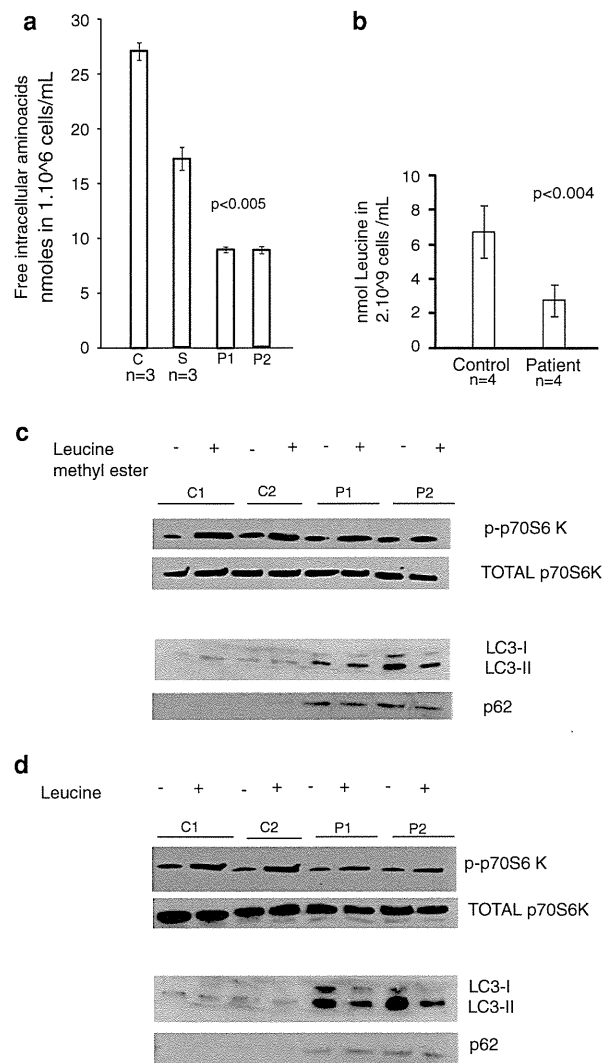 a
Free intracellular aminoacids
nmoles in 1.10^6 cells/mL
30
25
20
15
10
5
0
p<0.005
C S P1 P2
n=3 n=3
b
nmol Leucine in
2.10^9 cells /mL
10
8
6
4
2
0
p<0.004
Control Patient
n=4 n=4
c
Leucine
methyl ester
- + - + - + - +
C1 C2 P1 P2
p-p70S6 K
TOTAL p70S6K
LC3-I
LC3-II
p62
d
Leucine
- + - + - + - +
C1 C2 P1 P2
p-p70S6 K
TOTAL p70S6K
LC3-I
LC3-II
p62